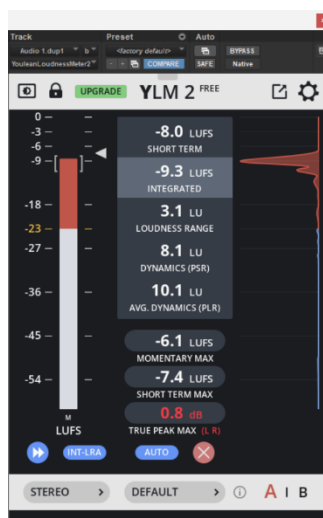 Track Preset Auto
Audio 1.dup1 b <factory default> BYPASS
YouleanLoudnessMeter2 - + COMPARE SAFE Native
UPGRADE YLM 2 FREE
0
-3
-6
-9
-18
-23
-27
-36
-45
-54
M
LUFS
-8.0 LUFS
SHORT TERM
-9.3 LUFS
INTEGRATED
3.1 LU
LOUDNESS RANGE
8.1 LU
DYNAMICS (PSR)
10.1 LU
AVG. DYNAMICS (PLR)
-6.1 LUFS
MOMENTARY MAX
-7.4 LUFS
SHORT TERM MAX
0.8 dB
TRUE PEAK MAX (L R)
INT-LRA AUTO
STEREO > DEFAULT > A I B